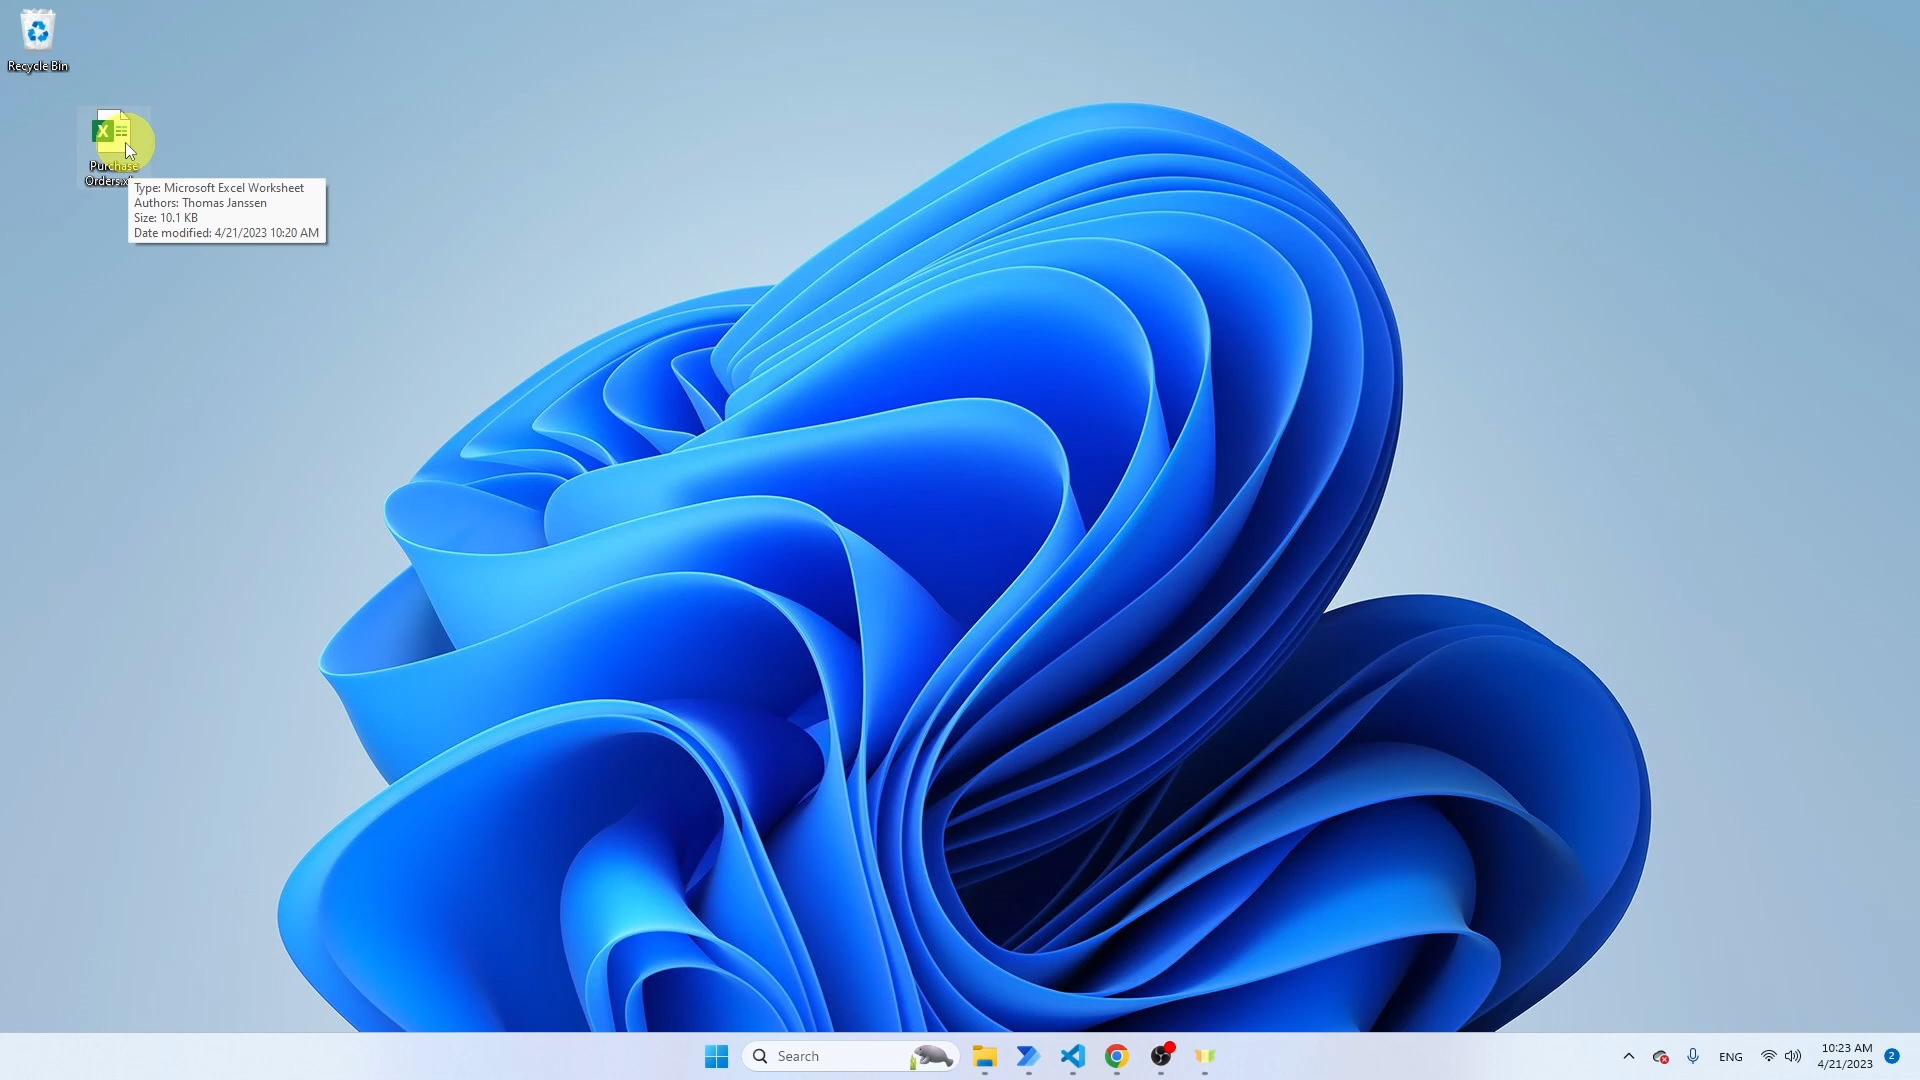 Recycle Bin
X
Purchase
Type: Microsoft Excel Worksheet
Authors: Thomas Janssen
Size: 10.1 KB
Date modified: 4/21/2023 10:20 AM
Search
ENG
10:23 AM
4/21/2023
2